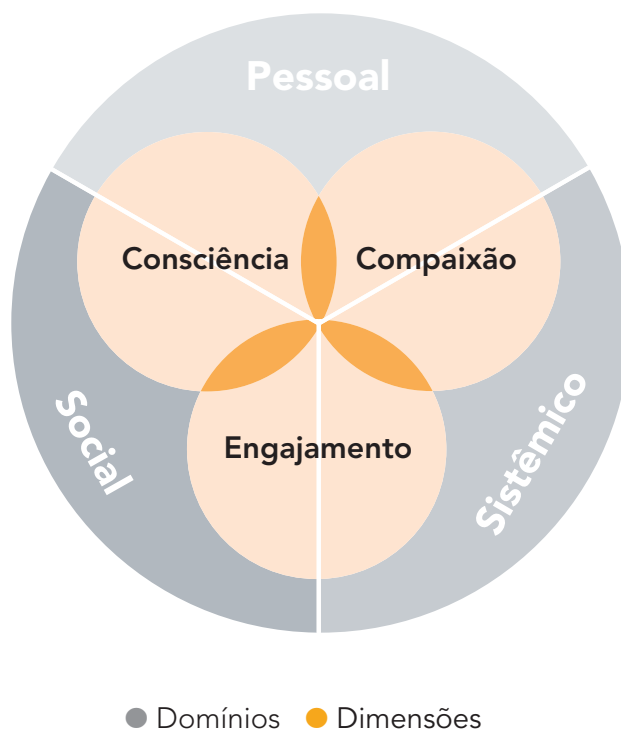 Pessoal
Consciência
Compaixão
Engajamento
Social
Sistêmico
Domínios
Dimensões